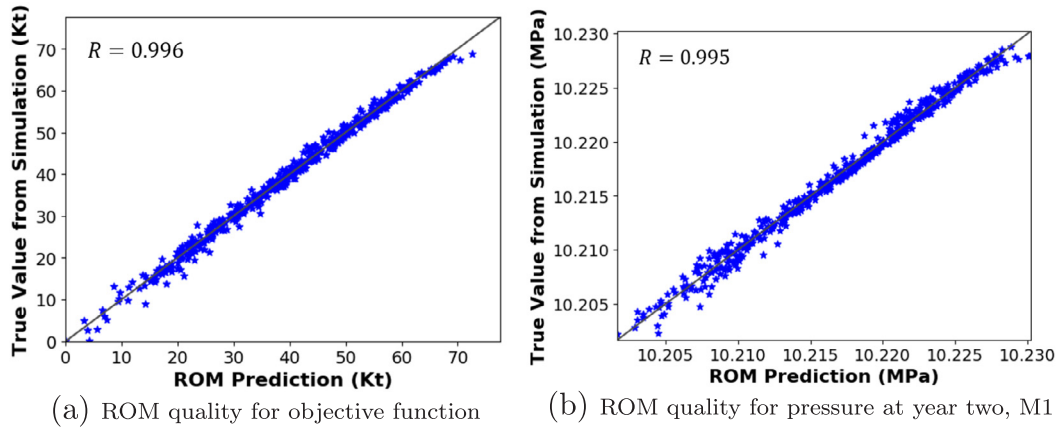 True Value from Simulation (Kt)
70
60
50
40
30
20
10
0
R = 0.996
0 10 20 30 40 50 60 70
ROM Prediction (Kt)
(a) ROM quality for objective function
True Value from Simulation (MPa)
10.230
10.225
10.220
10.215
10.210
10.205
R = 0.995
10.205 10.210 10.215 10.220 10.225 10.230
ROM Prediction (MPa)
(b) ROM quality for pressure at year two, M1